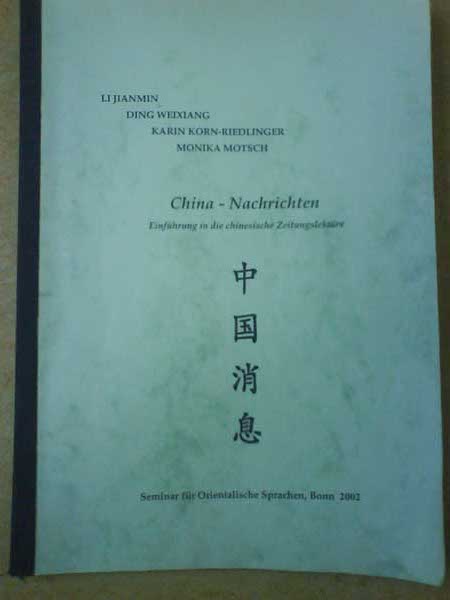 LI JIANMIN
DING WEIXIANG
KARIN KORN-RIEDLINGER
MONIKA MOTSCH
China - Nachrichten
Einführung in die chinesische Zeitungslektüre
中
国
消
息
Seminar für Orientalische Sprachen, Bonn 2002